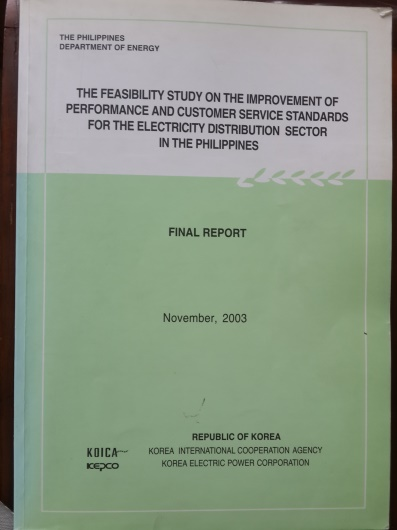 THE PHILIPPINES
DEPARTMENT OF ENERGY
THE FEASIBILITY STUDY ON THE IMPROVEMENT OF
PERFORMANCE AND CUSTOMER SERVICE STANDARDS
FOR THE ELECTRICITY DISTRIBUTION SECTOR
IN THE PHILIPPINES
FINAL REPORT
November, 2003
REPUBLIC OF KOREA
KOICA KOREA INTERNATIONAL COOPERATION AGENCY
KEPCO KOREA ELECTRIC POWER CORPORATION